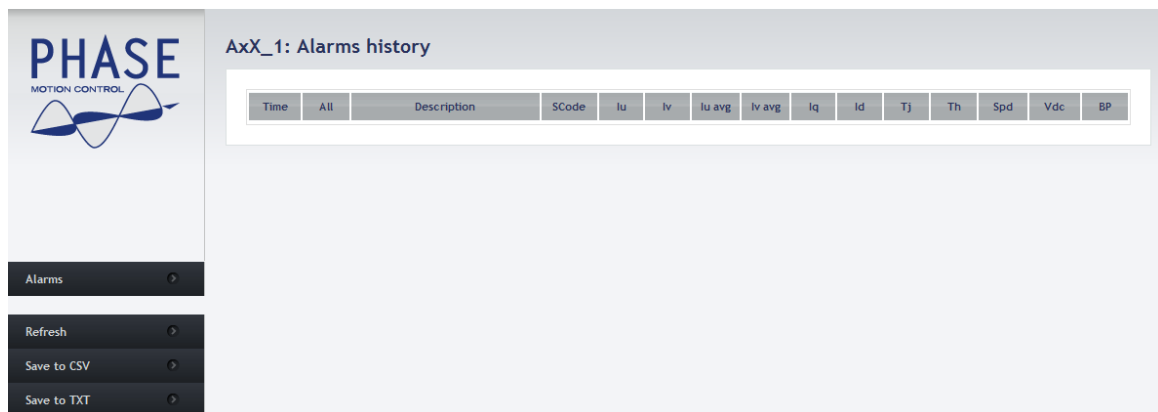 PHASE
MOTION CONTROL
AxX_1: Alarms history
Time All Description SCode Iu Iv Iu avg Iv avg Iq Id Tj Th Spd Vdc BP
Alarms
Refresh
Save to CSV
Save to TXT